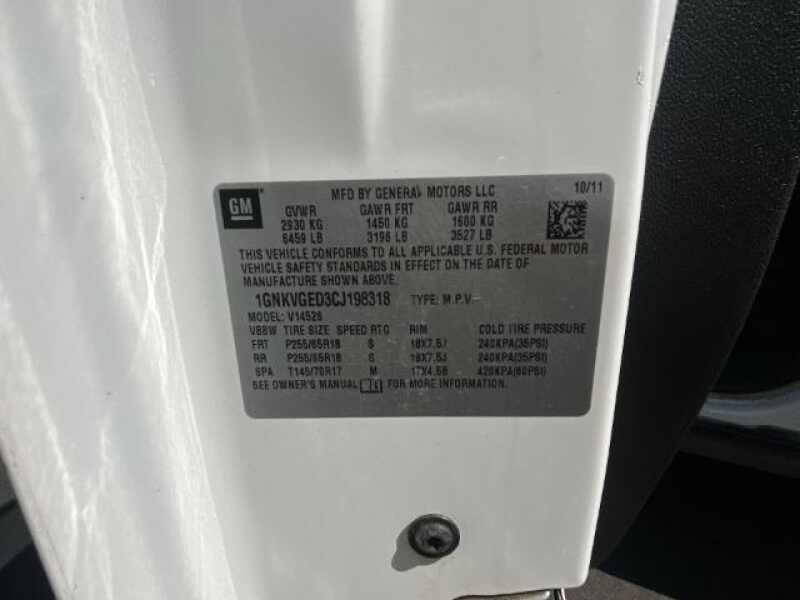 GM
MFD BY GENERAL MOTORS LLC 10/11
GVWR GAWR FRT GAWR RR
2930 KG 1450 KG 1600 KG
6459 LB 3196 LB 3527 LB
THIS VEHICLE CONFORMS TO ALL APPLICABLE U.S. FEDERAL MOTOR
VEHICLE SAFETY STANDARDS IN EFFECT ON THE DATE OF
MANUFACTURE SHOWN ABOVE.
1GNKVGED3CJ198318 TYPE: M.P.V.
MODEL: V14526
VBBW TIRE SIZE SPEED RTG RIM COLD TIRE PRESSURE
FRT P255/65R18 S 18X7.5J 240KPA(35PSI)
RR P255/65R18 S 18X7.5J 240KPA(35PSI)
SPA T145/70R17 M 17X4.5B 420KPA(60PSI)
SEE OWNER'S MANUAL FOR MORE INFORMATION.